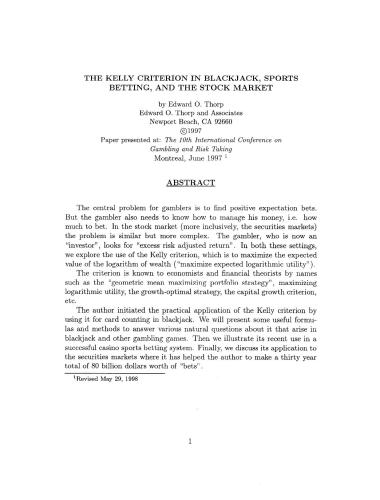 THE KELLY CRITERION IN BLACKJACK, SPORTS
BETTING, AND THE STOCK MARKET
by Edward O. Thorp
Edward O. Thorp and Associates
Newport Beach, CA 92660
©1997
Paper presented at: The 10th International Conference on
Gambling and Risk Taking
Montreal, June 1997 1
ABSTRACT
The central problem for gamblers is to find positive expectation bets.
But the gambler also needs to know how to manage his money, i.e. how
much to bet. In the stock market (more inclusively, the securities markets)
the problem is similar but more complex. The gambler, who is now an
"investor", looks for "excess risk adjusted return". In both these settings,
we explore the use of the Kelly criterion, which is to maximize the expected
value of the logarithm of wealth ("maximize expected logarithmic utility").
The criterion is known to economists and financial theorists by names
such as the "geometric mean maximizing portfolio strategy", maximizing
logarithmic utility, the growth-optimal strategy, the capital growth criterion,
etc.
The author initiated the practical application of the Kelly criterion by
using it for card counting in blackjack. We will present some useful formu-
las and methods to answer various natural questions about it that arise in
blackjack and other gambling games. Then we illustrate its recent use in a
successful casino sports betting system. Finally, we discuss its application to
the securities markets where it has helped the author to make a thirty year
total of 80 billion dollars worth of "bets".
1Revised May 29, 1998
1